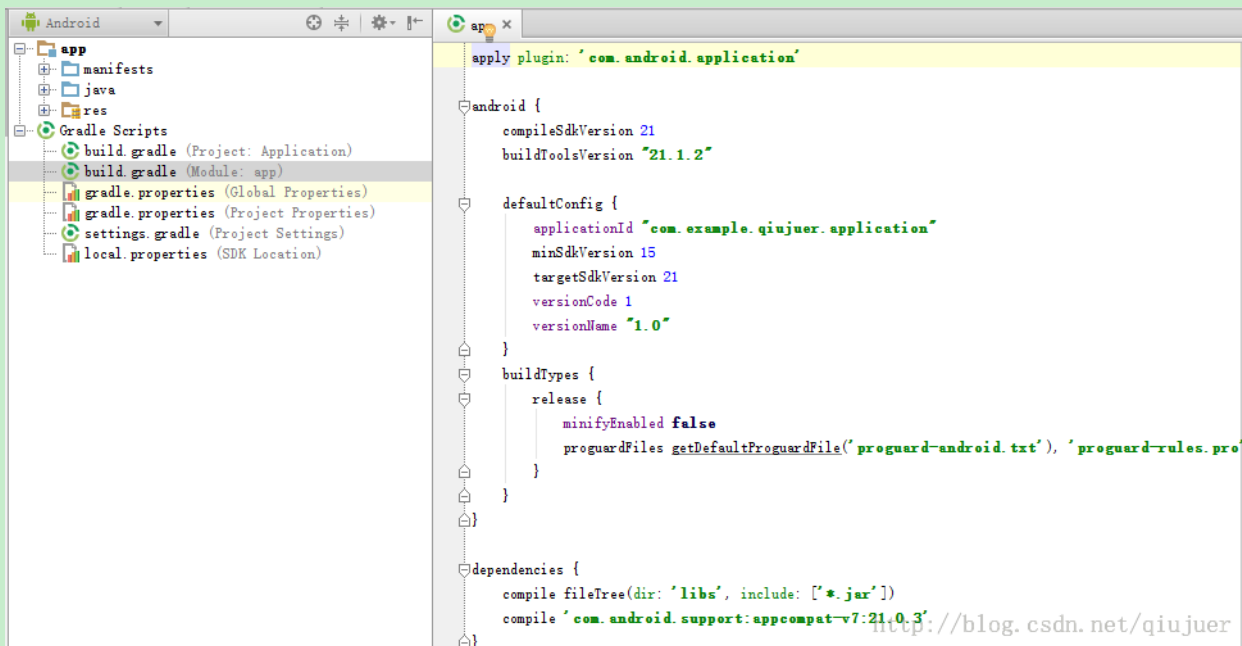 Android
app
manifests
java
res
Gradle Scripts
build.gradle (Project: Application)
build.gradle (Module: app)
gradle.properties (Global Properties)
gradle.properties (Project Properties)
settings.gradle (Project Settings)
local.properties (SDK Location)
app
apply plugin: 'com.android.application'
android {
compileSdkVersion 21
buildToolsVersion "21.1.2"
defaultConfig {
applicationId "com.example.qiujuer.application"
minSdkVersion 15
targetSdkVersion 21
versionCode 1
versionName "1.0"
}
buildTypes {
release {
minifyEnabled false
proguardFiles getDefaultProguardFile('proguard-android.txt'), 'proguard-rules.pro'
}
}
}
dependencies {
compile fileTree(dir: 'libs', include: ['*.jar'])
compile 'com.android.support:appcompat-v7:21.0.3'
}
http://blog.csdn.net/qiujuer